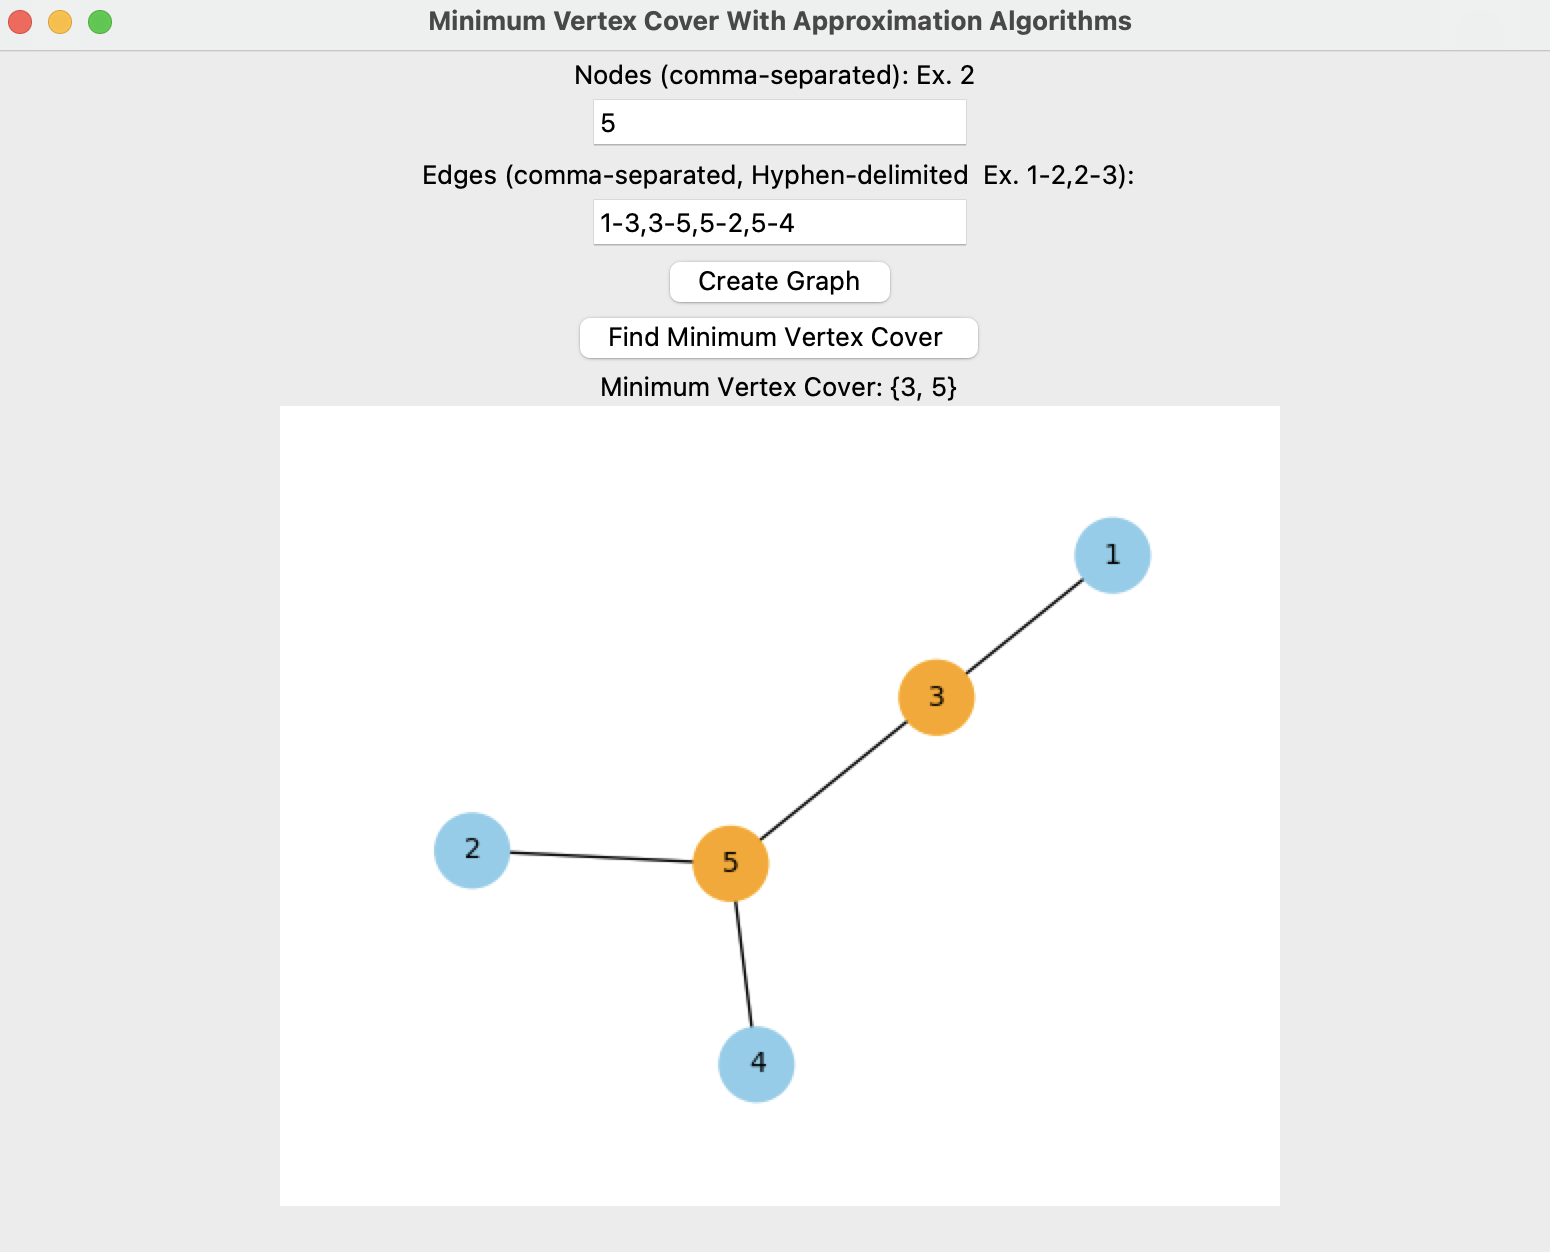 Minimum Vertex Cover With Approximation Algorithms
Nodes (comma-separated): Ex. 2
5
Edges (comma-separated, Hyphen-delimited  Ex. 1-2,2-3):
1-3,3-5,5-2,5-4
Create Graph
Find Minimum Vertex Cover
Minimum Vertex Cover: {3, 5}
1
3
2
5
4